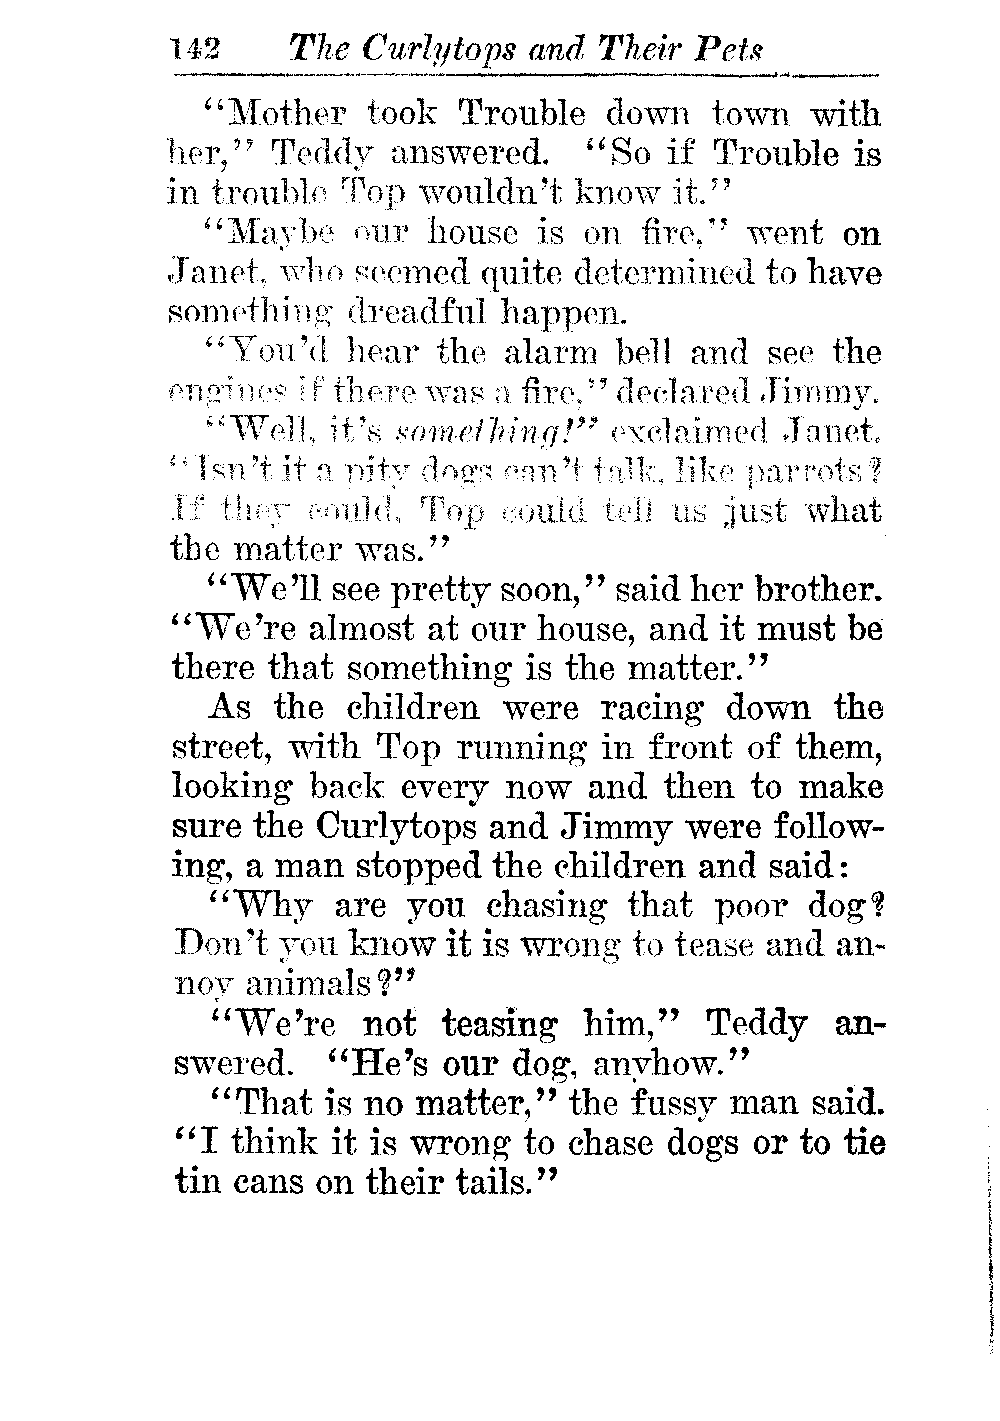 142 The Curlytops and Their Pets
“Mother took Trouble down town with
her,” Teddy answered. “So if Trouble is
in trouble Top wouldn’t know it.”
“Maybe our house is on fire,” went on
Janet, who seemed quite determined to have
something dreadful happen.
“You’d hear the alarm bell and see the
engines if there was a fire,” declared Jimmy.
“Well, it’s something!” exclaimed Janet.
“Isn’t it a pity dogs can’t talk, like parrots?
If they could, Top could tell us just what
the matter was.”
“We’ll see pretty soon,” said her brother.
“We’re almost at our house, and it must be
there that something is the matter.”
As the children were racing down the
street, with Top running in front of them,
looking back every now and then to make
sure the Curlytops and Jimmy were follow-
ing, a man stopped the children and said:
“Why are you chasing that poor dog?
Don’t you know it is wrong to tease and an-
noy animals?”
“We’re not teasing him,” Teddy an-
swered. “He’s our dog, anyhow.”
“That is no matter,” the fussy man said.
“I think it is wrong to chase dogs or to tie
tin cans on their tails.”